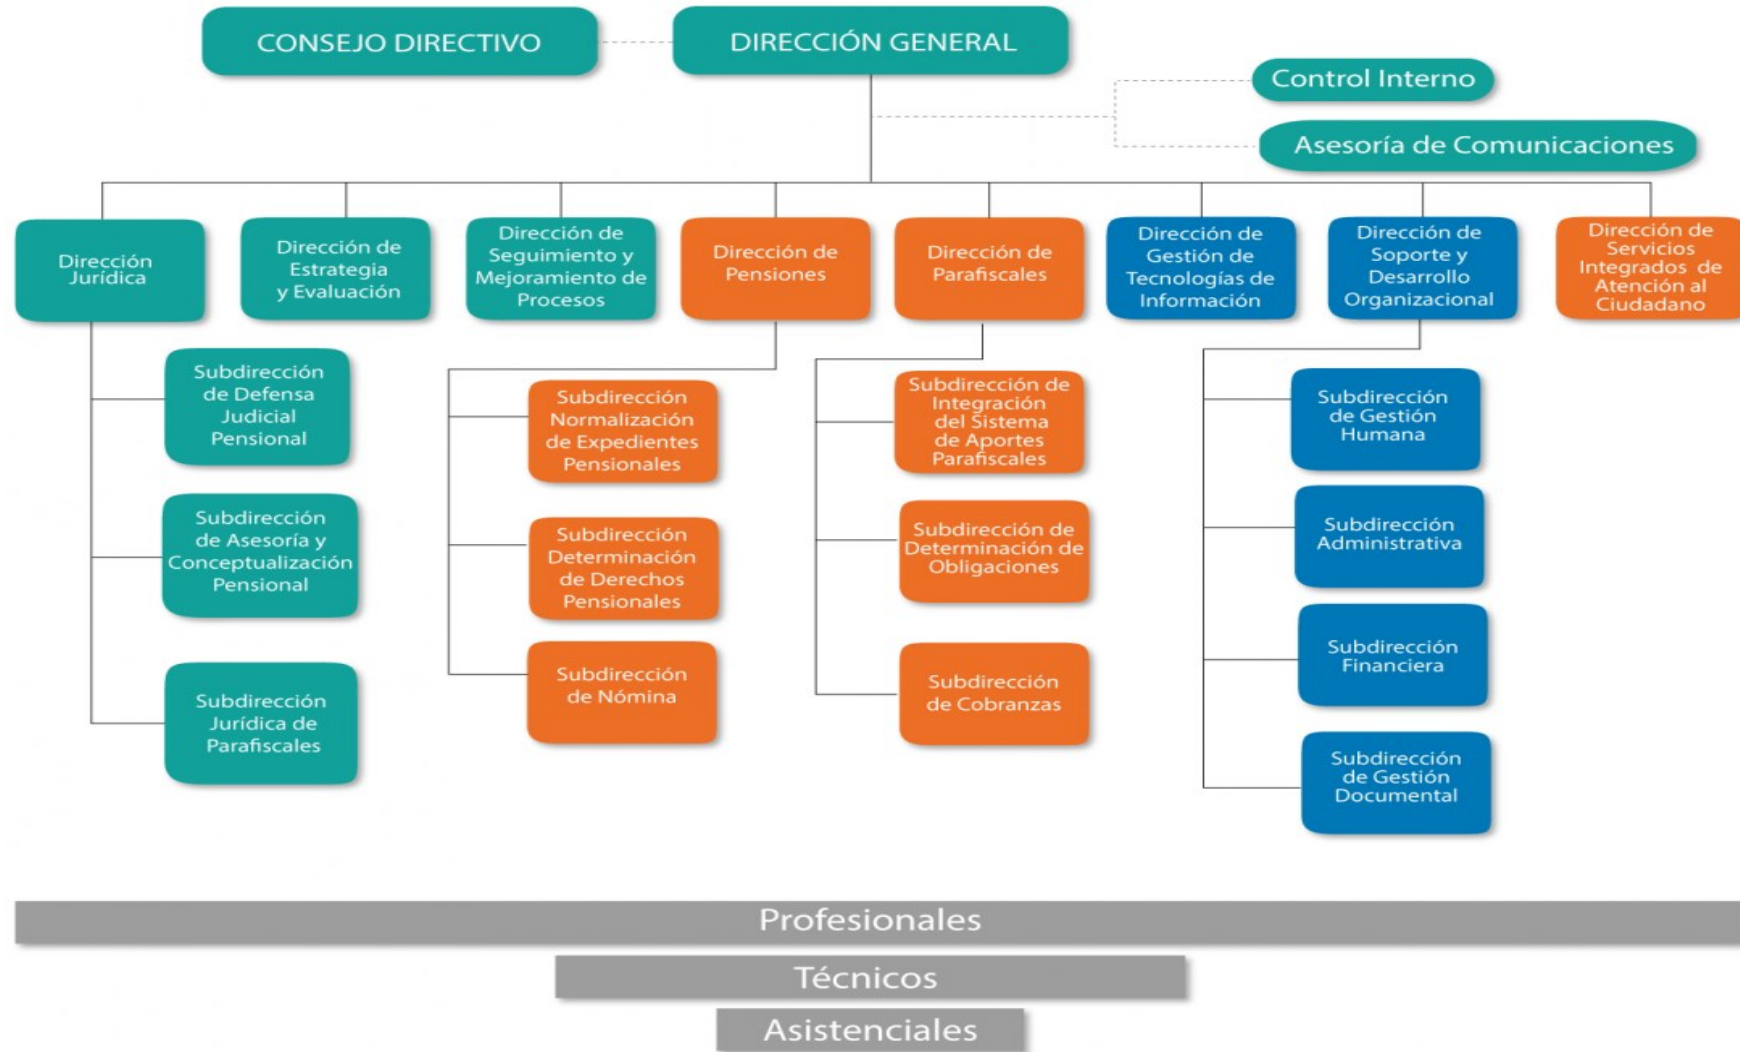 CONSEJO DIRECTIVO
DIRECCIÓN GENERAL
Control Interno
Asesoría de Comunicaciones
Dirección
Jurídica
Dirección de
Estrategia
y Evaluación
Dirección de
Seguimiento y
Mejoramiento de
Procesos
Dirección de
Pensiones
Dirección de
Parafiscales
Dirección de
Gestión de
Tecnologías de
Información
Dirección de
Soporte y
Desarrollo
Organizacional
Dirección de
Servicios
Integrados de
Atención al
Ciudadano
Subdirección
de Defensa
Judicial
Pensional
Subdirección
de Asesoría y
Conceptualización
Pensional
Subdirección
Jurídica de
Parafiscales
Subdirección
Normalización
de Expedientes
Pensionales
Subdirección
Determinación
de Derechos
Pensionales
Subdirección
de Nómina
Subdirección de
Integración
del Sistema
de Aportes
Parafiscales
Subdirección de
Determinación de
Obligaciones
Subdirección
de Cobranzas
Subdirección
de Gestión
Humana
Subdirección
Administrativa
Subdirección
Financiera
Subdirección
de Gestión
Documental
Profesionales
Técnicos
Asistenciales